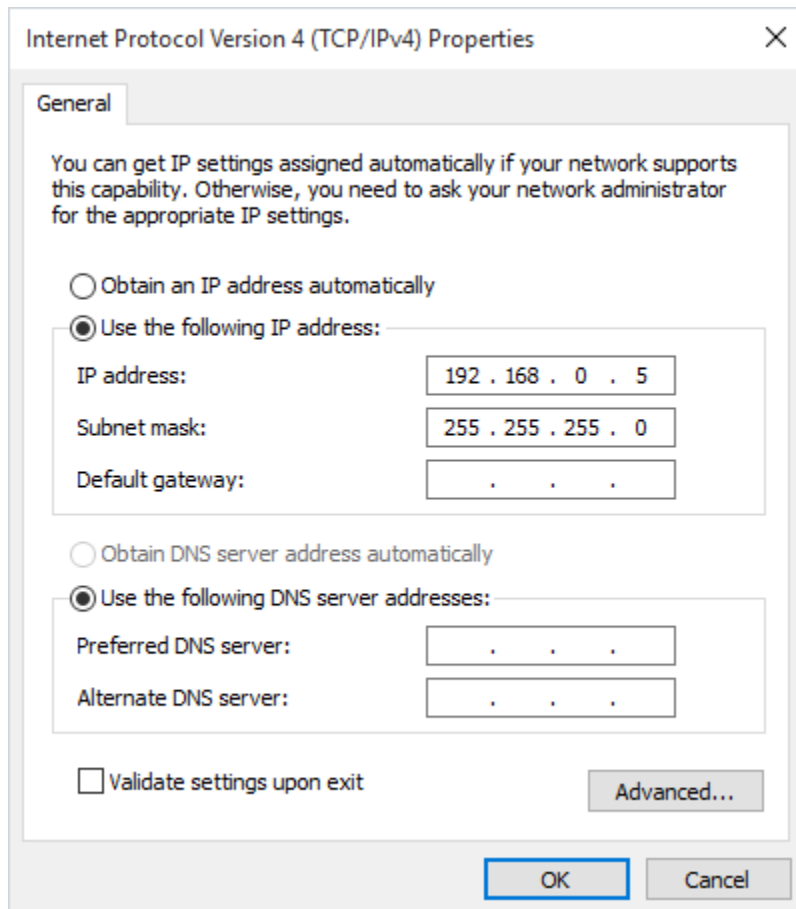 Internet Protocol Version 4 (TCP/IPv4) Properties
General
You can get IP settings assigned automatically if your network supports
this capability. Otherwise, you need to ask your network administrator
for the appropriate IP settings.
Obtain an IP address automatically
Use the following IP address:
IP address: 192 . 168 . 0 . 5
Subnet mask: 255 . 255 . 255 . 0
Default gateway: . . .
Obtain DNS server address automatically
Use the following DNS server addresses:
Preferred DNS server: . . .
Alternate DNS server: . . .
Validate settings upon exit
Advanced...
OK Cancel